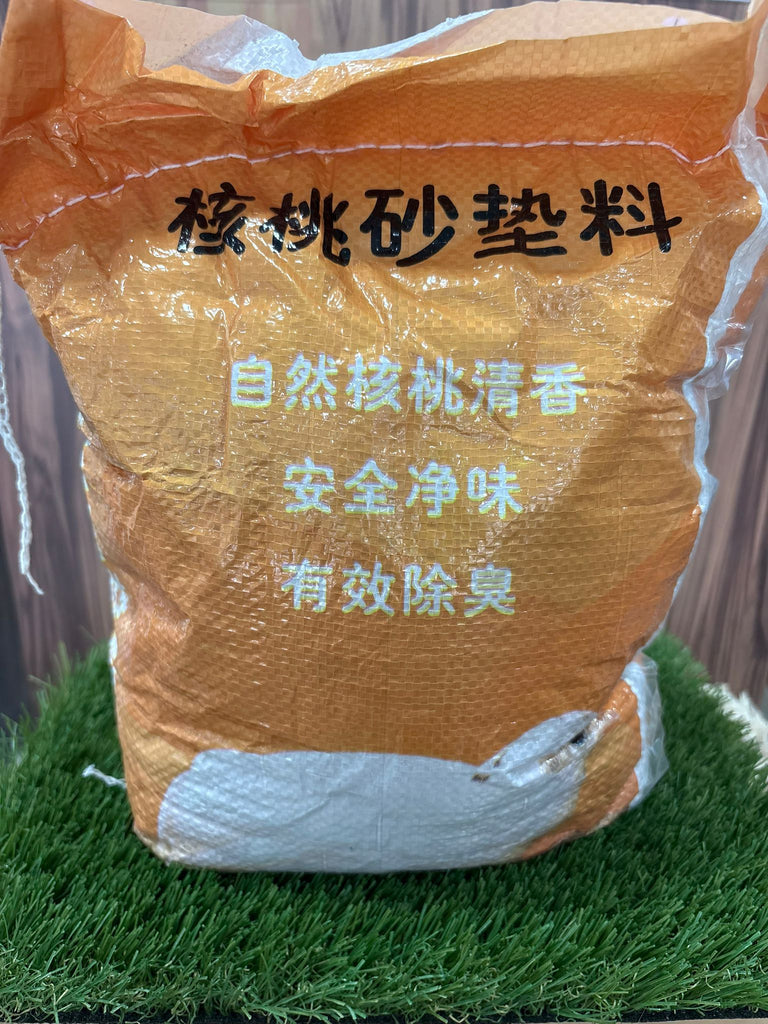 核桃砂垫料
自然核桃清香
安全净味
有效除臭